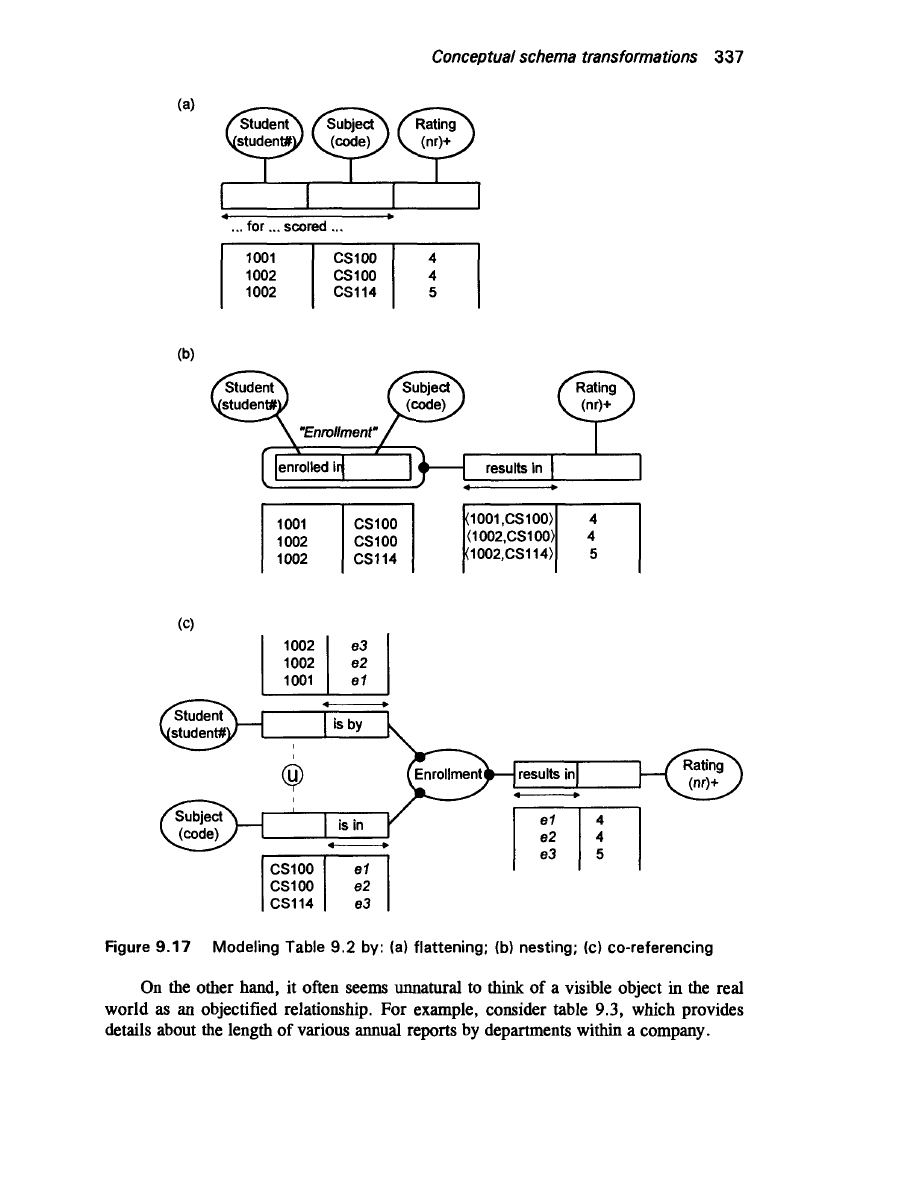 Conceptual schema transformations 337
(a)
Student Subject Rating
(student#) (code) (nr)+
... for ... scored ...
1001 CS100 4
1002 CS100 4
1002 CS114 5
(b)
Student Subject Rating
(student#) (code) (nr)+
"Enrollment"
enrolled in results in
1001 CS100 ⟨1001,CS100⟩ 4
1002 CS100 ⟨1002,CS100⟩ 4
1002 CS114 ⟨1002,CS114⟩ 5
(c)
1002 e3
1002 e2
1001 e1
Student
(student#)
is by
u
Enrollment
results in
Rating
(nr)+
Subject
(code)
is in
e1 4
e2 4
e3 5
CS100 e1
CS100 e2
CS114 e3
Figure 9.17 Modeling Table 9.2 by: (a) flattening; (b) nesting; (c) co-referencing
On the other hand, it often seems unnatural to think of a visible object in the real
world as an objectified relationship. For example, consider table 9.3, which provides
details about the length of various annual reports by departments within a company.